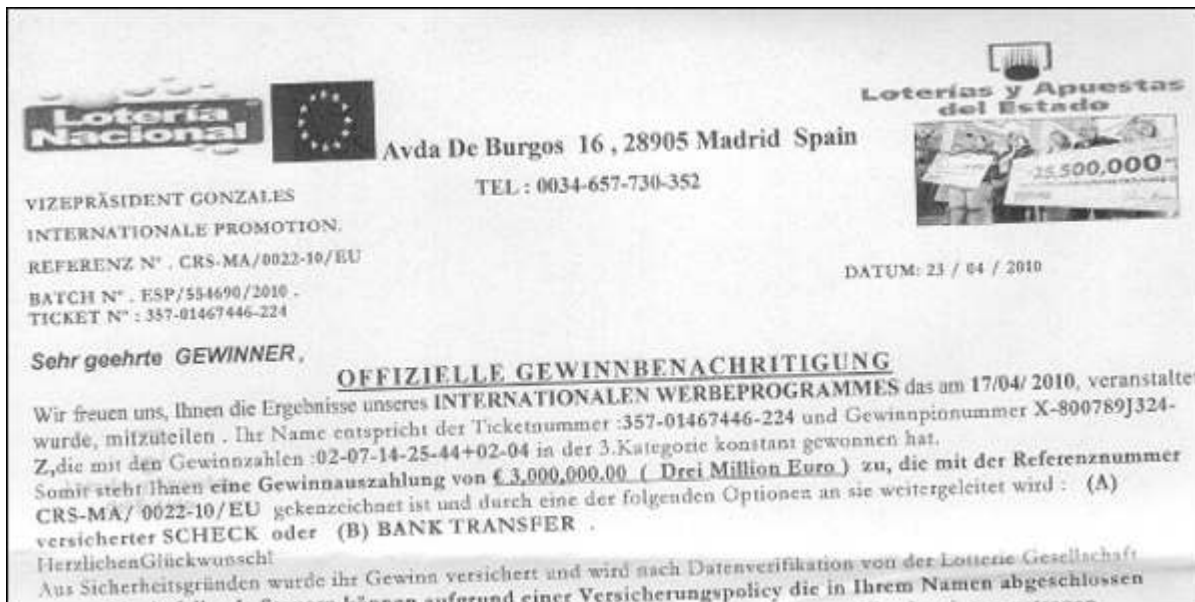 Lotería
Nacional
Loterías y Apuestas
del Estado
Avda De Burgos 16 , 28905 Madrid Spain
TEL : 0034-657-730-352
25,500,000
VIZEPRÄSIDENT GONZALES
INTERNATIONALE PROMOTION.
REFERENZ N° . CRS-MA/0022-10/EU
DATUM: 23 / 04 / 2010
BATCH N° . ESP/554690/2010 .
TICKET N° : 357-01467446-224
Sehr geehrte GEWINNER ,
OFFIZIELLE GEWINNBENACHRITIGUNG
Wir freuen uns, Ihnen die Ergebnisse unseres INTERNATIONALEN WERBEPROGRAMMES das am 17/04/ 2010, veranstaltet
wurde, mitzuteilen . Ihr Name entspricht der Ticketnummer :357-01467446-224 und Gewinnpionnummer X-800789J324-
Z,die mit den Gewinnzahlen :02-07-14-25-44+02-04 in der 3.Kategorie konstant gewonnen hat.
Somit steht Ihnen eine Gewinnauszahlung von € 3,000,000.00 ( Drei Million Euro ) zu, die mit der Referenznummer
CRS-MA/ 0022-10/EU gekenzeichnet ist und durch eine der folgenden Optionen an sie weitergeleitet wird : (A)
versicherter SCHECK oder (B) BANK TRANSFER .
HerzlichenGlückwunsch!
Aus Sicherheitsgründen wurde ihr Gewinn versichert und wird nach Datenverifikation von der Lotterie Gesellschaft
können aufgrund einer Versicherungspolicy die in Ihrem Namen abgeschlossen